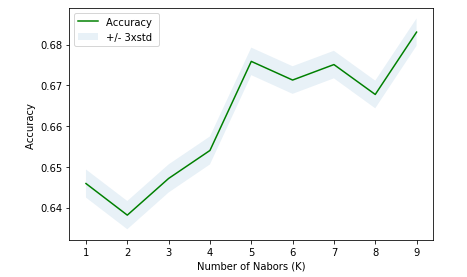 Accuracy
+/- 3xstd
0.68
0.67
0.66
0.65
0.64
Accuracy
1 2 3 4 5 6 7 8 9
Number of Nabors (K)